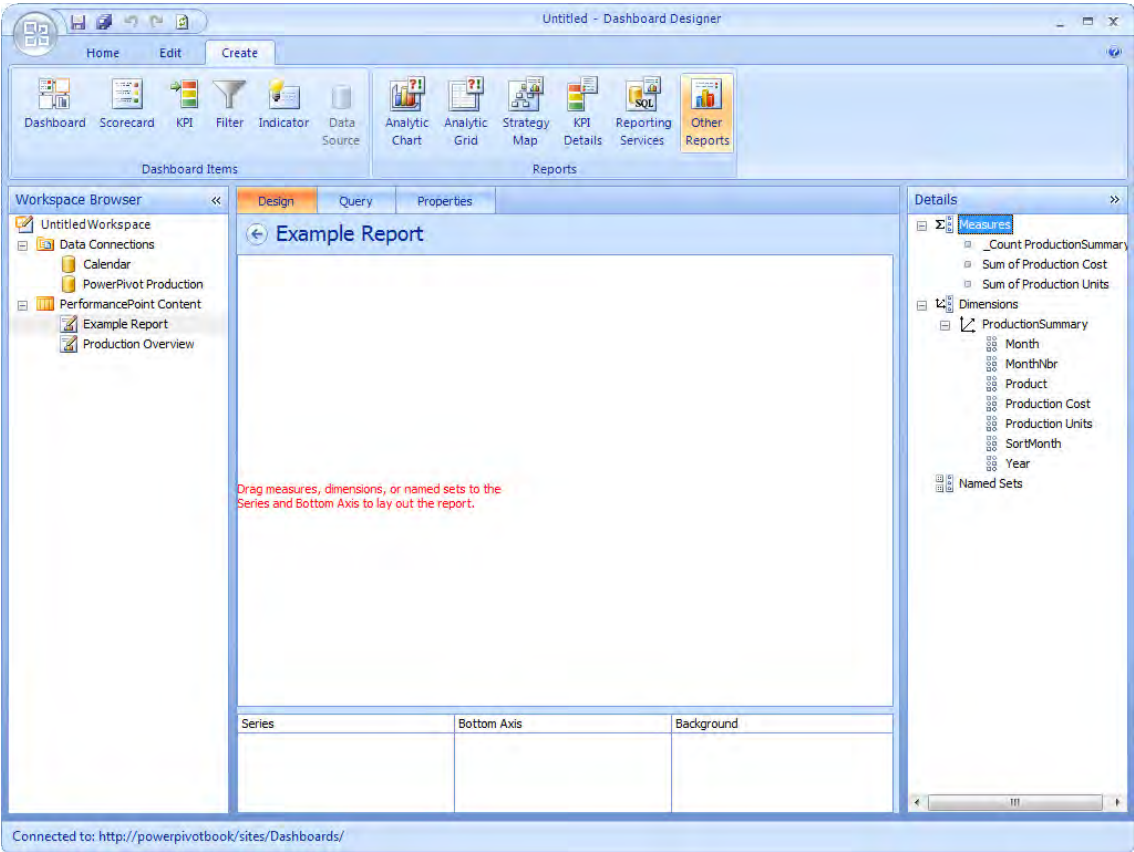 Untitled - Dashboard Designer
Home Edit Create
Dashboard Scorecard KPI Filter Indicator Data Source Analytic Chart Analytic Grid Strategy Map KPI Details SQL Reporting Services Other Reports
Dashboard Items Reports
Workspace Browser «
Untitled Workspace
Data Connections
Calendar
PowerPivot Production
PerformancePoint Content
Example Report
Production Overview
Design Query Properties
Example Report
Drag measures, dimensions, or named sets to the
Series and Bottom Axis to lay out the report.
Series Bottom Axis Background
Details »
Measures
_Count ProductionSummary
Sum of Production Cost
Sum of Production Units
Dimensions
ProductionSummary
Month
MonthNbr
Product
Production Cost
Production Units
SortMonth
Year
Named Sets
Connected to: http://powerpivotbook/sites/Dashboards/